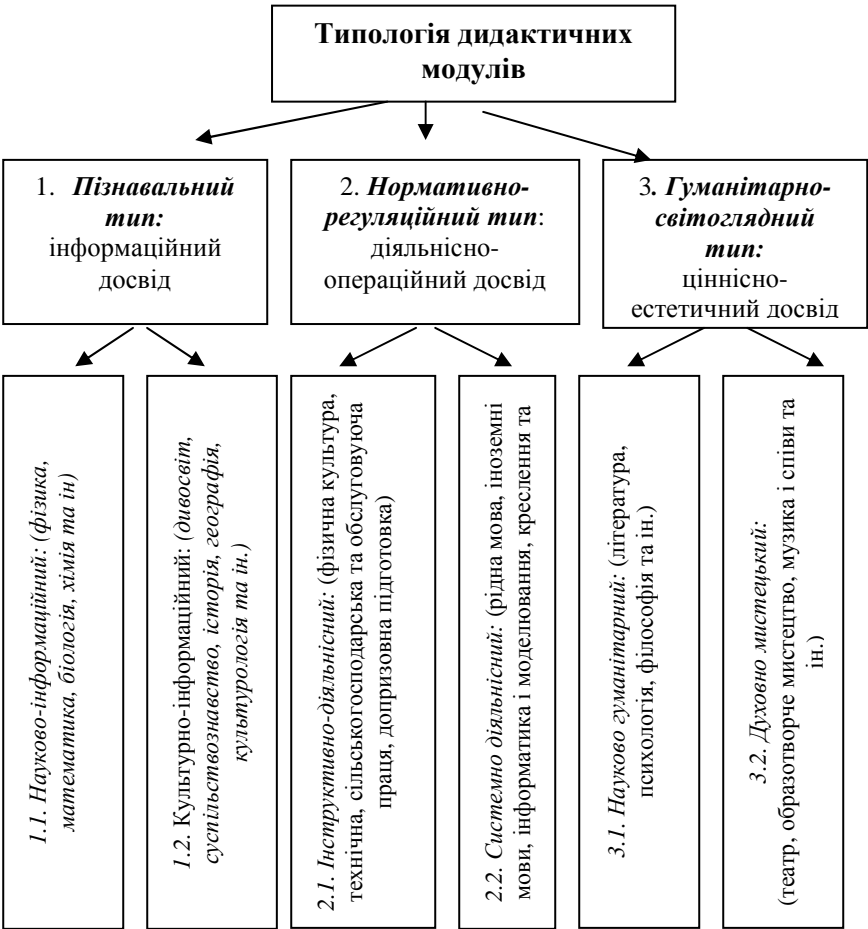 Типологія дидактичних
модулів
1. Пізнавальний
тип:
інформаційний
досвід
2. Нормативно-
регуляційний тип:
діяльнісно-
операційний досвід
3. Гуманітарно-
світоглядний
тип:
ціннісно-
естетичний досвід
1.1. Науково-інформаційний: (фізика,
математика, біологія, хімія та ін)
1.2. Культурно-інформаційний: (дивосвіт,
суспільствознавство, історія, географія,
культурологія та ін.)
2.1. Інструктивно-діяльнісний: (фізична культура,
технічна, сільськогосподарська та обслуговуюча
праця, допризовна підготовка)
2.2. Системно діяльнісний: (рідна мова, іноземні
мови, інформатика і моделювання, креслення та
3.1. Науково гуманітарний: (література,
психологія, філософія та ін.)
3.2. Духовно мистецький:
(театр, образотворче мистецтво, музика і співи та
ін.)